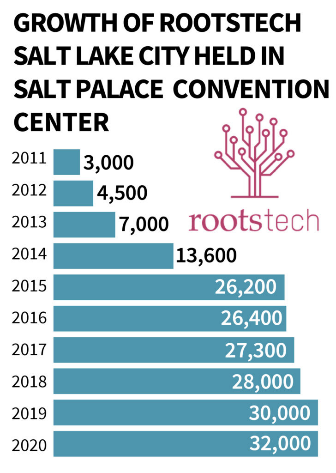 GROWTH OF ROOTSTECH
SALT LAKE CITY HELD IN
SALT PALACE CONVENTION
CENTER
rootstech
2011 3,000
2012 4,500
2013 7,000
2014 13,600
2015 26,200
2016 26,400
2017 27,300
2018 28,000
2019 30,000
2020 32,000